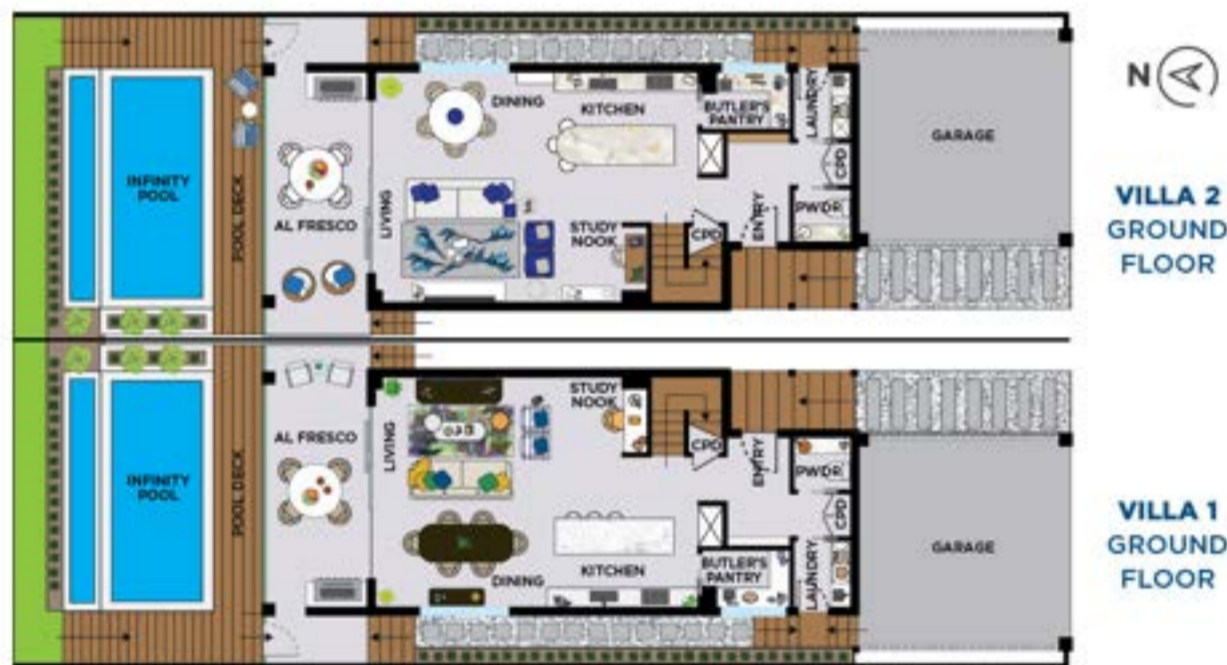 N
VILLA 2
GROUND
FLOOR
INFINITY
POOL
POOL DECK
AL FRESCO
LIVING
DINING
KITCHEN
STUDY
NOOK
BUTLER'S
PANTRY
LAUNDRY
CPD
PWDR
ENTRY
CPD
GARAGE
VILLA 1
GROUND
FLOOR
INFINITY
POOL
POOL DECK
AL FRESCO
LIVING
STUDY
NOOK
CPD
ENTRY
PWDR
CPD
DINING
KITCHEN
BUTLER'S
PANTRY
LAUNDRY
GARAGE